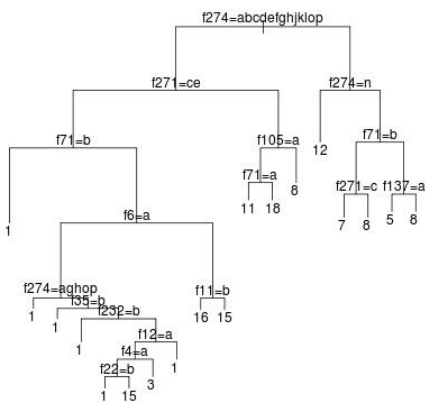 f274=abcdefghjklop
f271=ce
f274=n
f71=b
f105=a
12
f71=b
f71=a
8
f271=c
f137=a
11
18
7
8
5
8
1
f6=a
f274=aghop
f11=b
1
f35=b
16
15
1
f232=b
1
f12=a
f4=a
1
f22=b
3
1
15